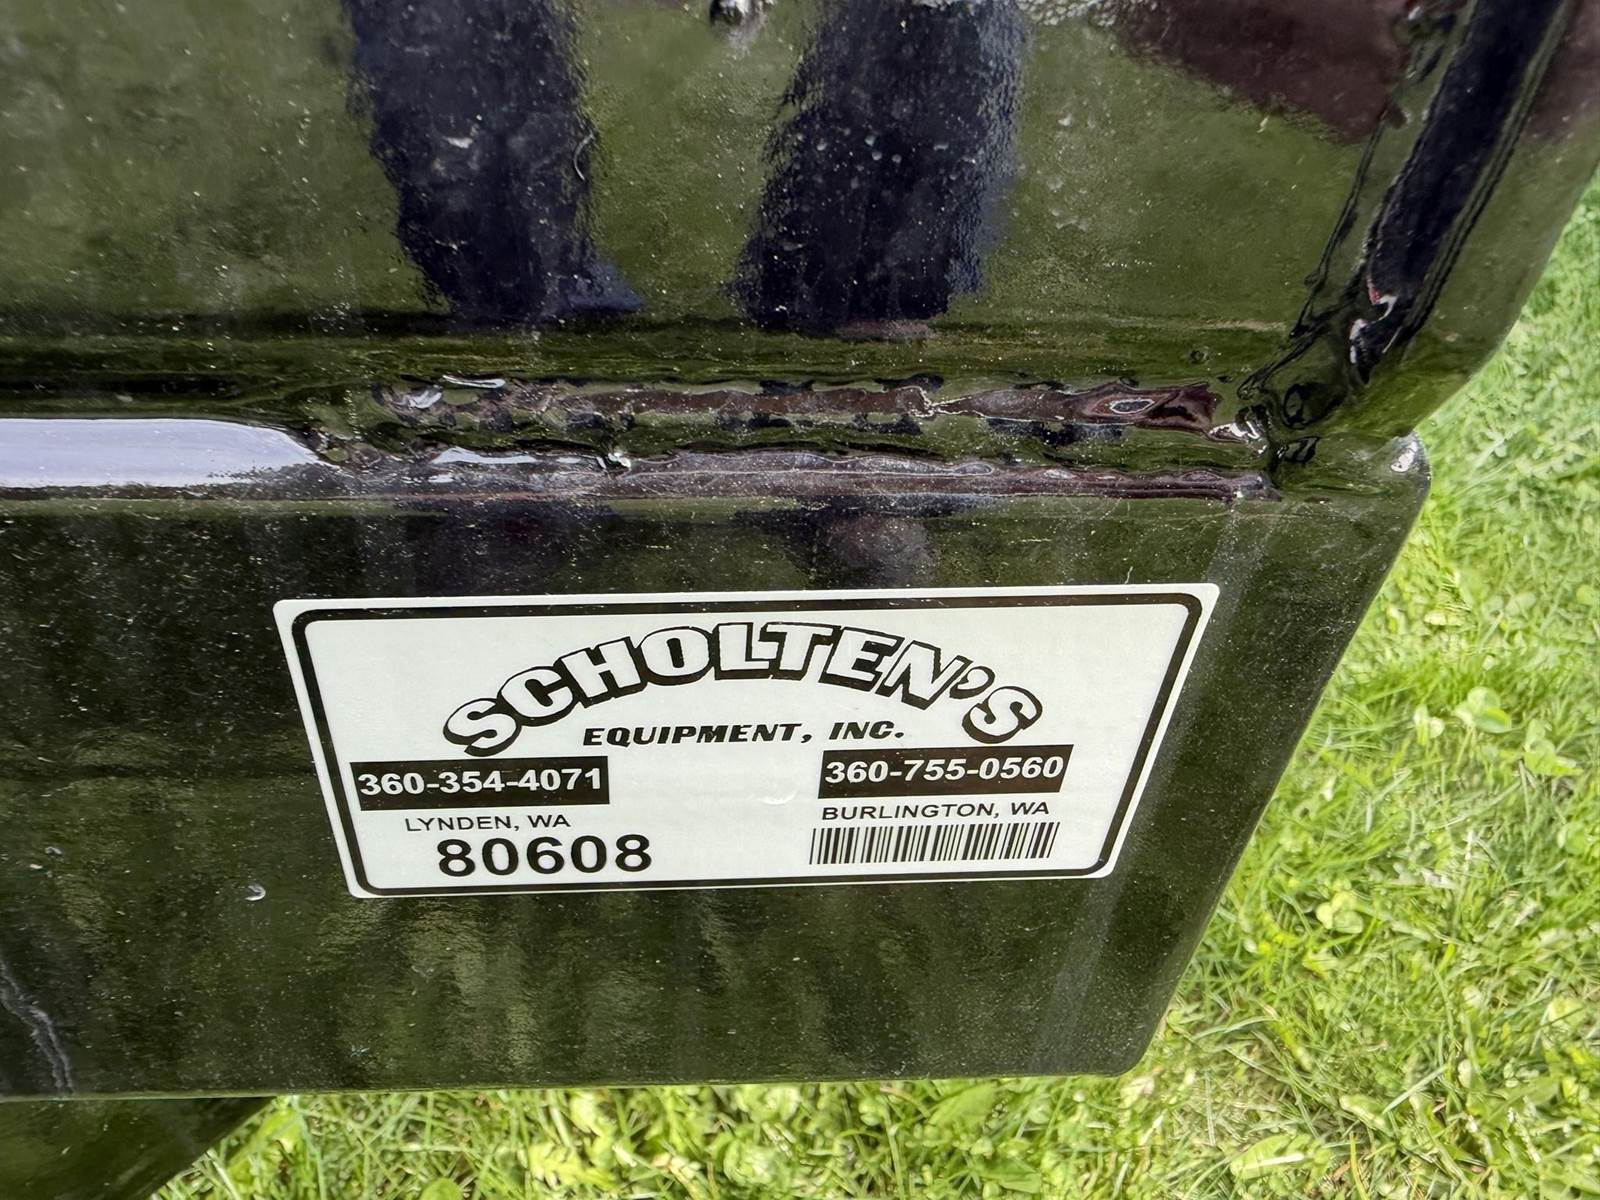 SCHOLTEN'S
EQUIPMENT, INC.
360-354-4071
LYNDEN, WA
80608
360-755-0560
BURLINGTON, WA